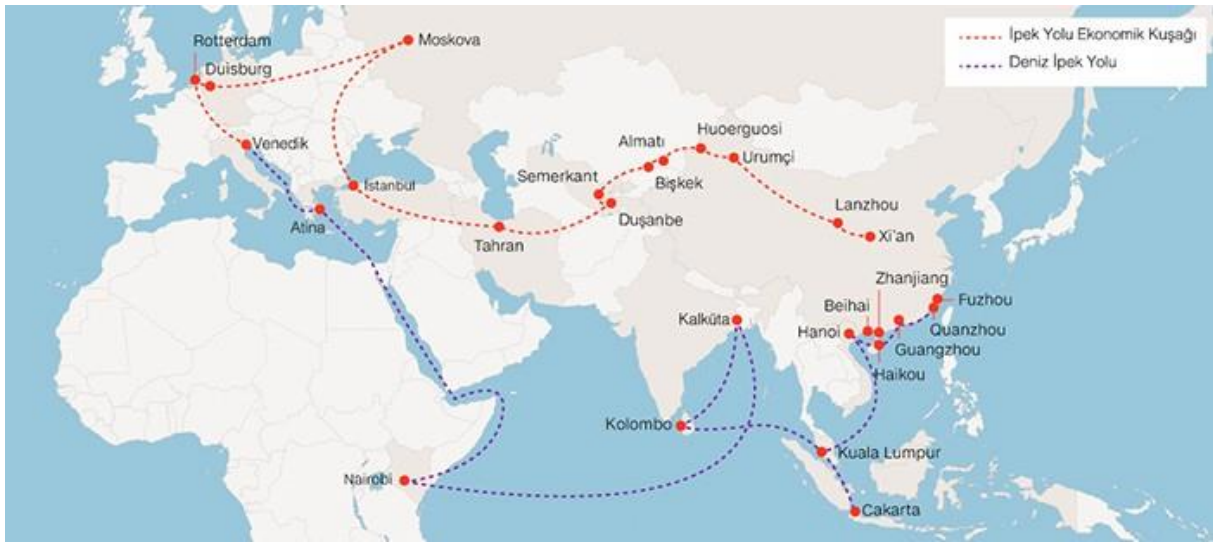 İpek Yolu Ekonomik Kuşağı
Deniz İpek Yolu
Rotterdam
Moskova
Duisburg
Venedik
İstanbul
Atina
Tahran
Semerkant
Duşanbe
Almatı
Bişkek
Huoerguosi
Urumçi
Lanzhou
Xi'an
Zhanjiang
Beihai
Fuzhou
Hanoi
Quanzhou
Guangzhou
Haikou
Kalküta
Kolombo
Kuala Lumpur
Nairobi
Cakarta